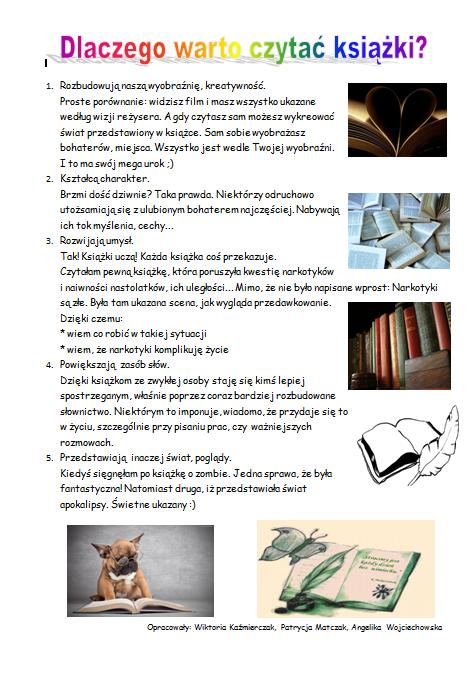 Dlaczego warto czytać książki?
1. Rozbudowują naszą wyobraźnię, kreatywność.
Proste porównanie: widzisz film i masz wszystko ukazane
według wizji reżysera. A gdy czytasz sam możesz wykreować
świat przedstawiony w książce. Sam sobie wyobrażasz
bohaterów, miejsca. Wszystko jest wedle Twojej wyobraźni.
I to ma swój mega urok ;)
2. Kształcą charakter.
Brzmi dość dziwnie? Taka prawda. Niektórzy odruchowo
utożsamiają się z ulubionym bohaterem najczęściej. Nabywają
ich tok myślenia, cechy...
3. Rozwijają umysł.
Tak! Książki uczą! Każda książka coś przekazuje.
Czytałam pewną książkę, która poruszyła kwestię narkotyków
i naiwności nastolatków, ich uległości... Mimo, że nie było napisane wprost: Narkotyki
są złe. Była tam ukazana scena, jak wygląda przedawkowanie.
Dzięki czemu:
* wiem co robić w takiej sytuacji
* wiem, że narkotyki komplikuję życie
4. Powiększają zasób słów.
Dzięki książkom ze zwykłej osoby staję się kimś lepiej
spostrzeganym, właśnie poprzez coraz bardziej rozbudowane
słownictwo. Niektórym to imponuje, wiadomo, że przydaje się to
w życiu, szczególnie przy pisaniu prac, czy ważniejszych
rozmowach.
5. Przedstawiają inaczej świat, poglądy.
Kiedyś sięgnęłam po książkę o zombie. Jedna sprawa, że była
fantastyczna! Natomiast druga, iż przedstawiała świat
apokalipsy. Świetne ukazany :)
Opracowały: Wiktoria Kaźmierczak, Patrycja Matczak, Angelika Wojciechowska